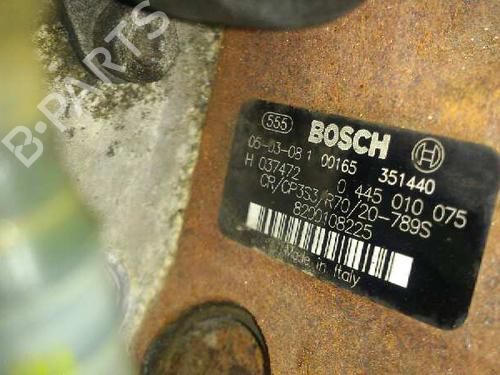 B-PARTS
555 BOSCH
05-03-08 1 00165 351440
H 037472 0 445 010 075
CR/CP3S3/R70/20-789S
8200108225
Made in Italy